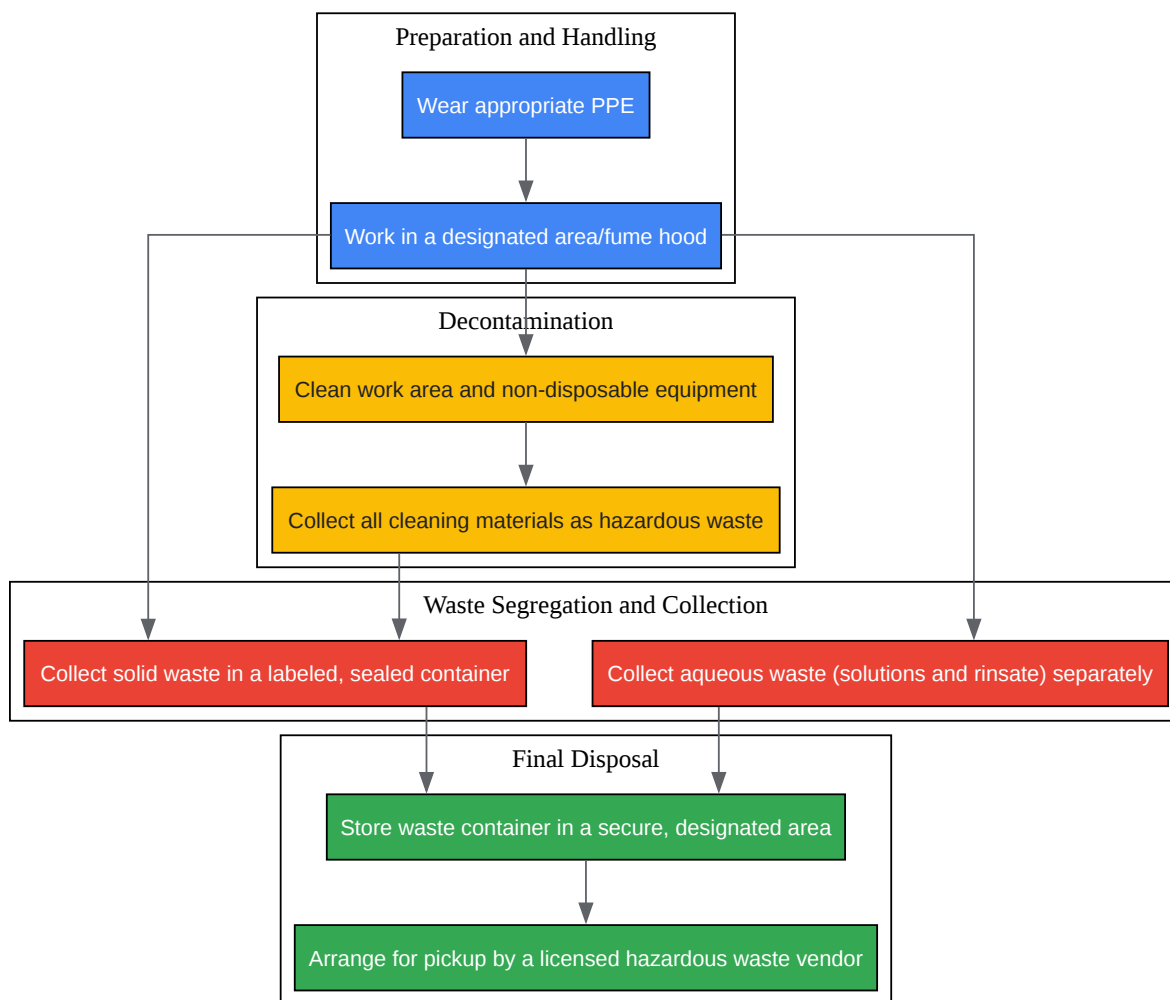 Preparation and Handling
Wear appropriate PPE
Work in a designated area/fume hood
Decontamination
Clean work area and non-disposable equipment
Collect all cleaning materials as hazardous waste
Waste Segregation and Collection
Collect solid waste in a labeled, sealed container
Collect aqueous waste (solutions and rinsate) separately
Final Disposal
Store waste container in a secure, designated area
Arrange for pickup by a licensed hazardous waste vendor